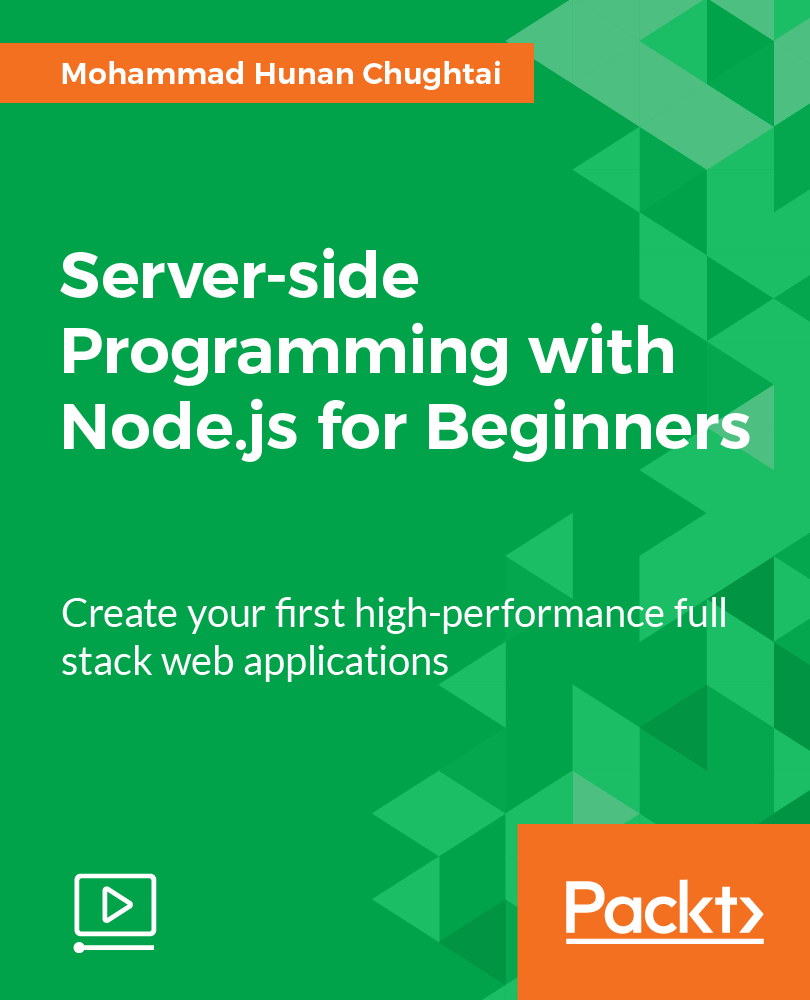 Mohammad Hunan Chughtai
Server-side
Programming with
Node.js for Beginners
Create your first high-performance full
stack web applications
Packt